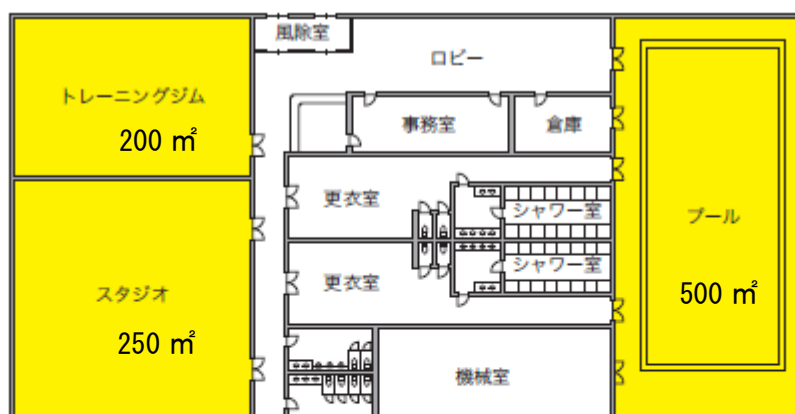 風除室
ロビー
トレーニングジム
200 ㎡
事務室
倉庫
更衣室
シャワー室
プール
500 ㎡
シャワー室
更衣室
スタジオ
250 ㎡
機械室